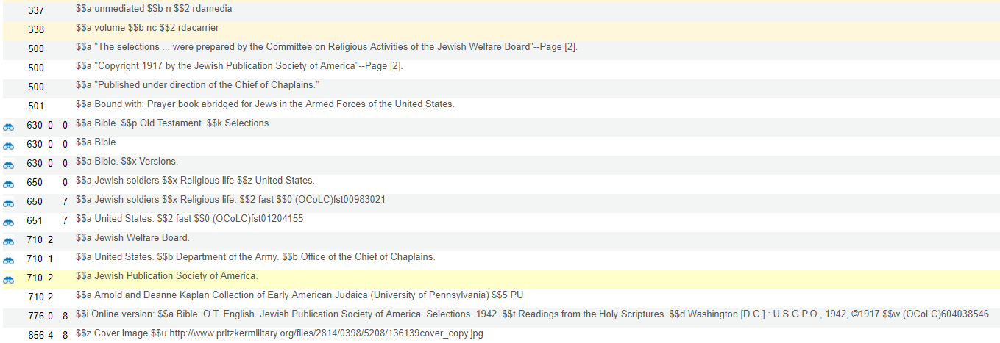 337 $$a unmediated $$b n $$2 rdamedia
338 $$a volume $$b nc $$2 rdacarrier
500 $$a "The selections ... were prepared by the Committee on Religious Activities of the Jewish Welfare Board"--Page [2].
500 $$a "Copyright 1917 by the Jewish Publication Society of America"--Page [2].
500 $$a "Published under direction of the Chief of Chaplains."
501 $$a Bound with: Prayer book abridged for Jews in the Armed Forces of the United States.
630 0 0 $$a Bible. $$p Old Testament. $$k Selections
630 0 0 $$a Bible.
630 0 0 $$a Bible. $$x Versions.
650 0 $$a Jewish soldiers $$x Religious life $$z United States.
650 7 $$a Jewish soldiers $$x Religious life. $$2 fast $$0 (OCoLC)fst00983021
651 7 $$a United States. $$2 fast $$0 (OCoLC)fst01204155
710 2 $$a Jewish Welfare Board.
710 1 $$a United States. $$b Department of the Army. $$b Office of the Chief of Chaplains.
710 2 $$a Jewish Publication Society of America.
710 2 $$a Arnold and Deanne Kaplan Collection of Early American Judaica (University of Pennsylvania) $$5 PU
776 0 8 $$i Online version: $$a Bible. O.T. English. Jewish Publication Society of America. Selections. 1942. $$t Readings from the Holy Scriptures. $$d Washington [D.C.] : U.S.G.P.O., 1942, ©1917 $$w (OCoLC)604038546
856 4 8 $$z Cover image $$u http://www.pritzkermilitary.org/files/2814/0398/5208/136139cover_copy.jpg